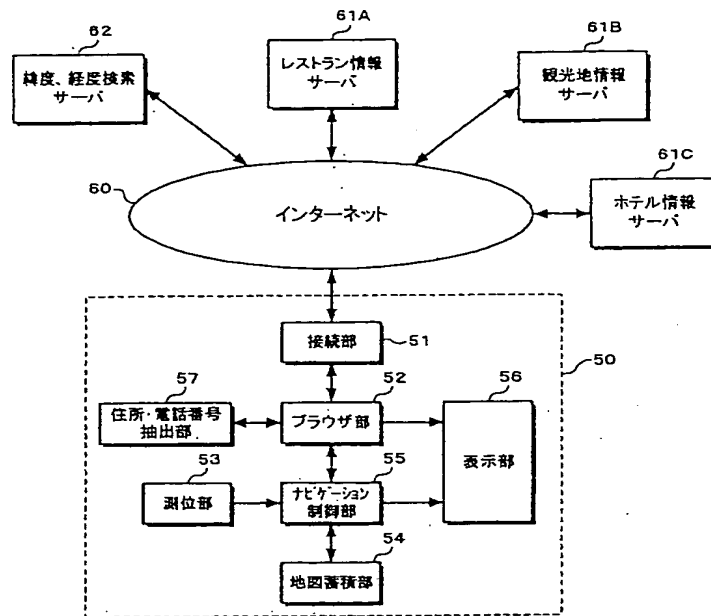 62
緯度、経度検索
サーバ
61A
レストラン情報
サーバ
61B
観光地情報
サーバ
61C
ホテル情報
サーバ
60
インターネット
接続部
51
50
57
住所・電話番号
抽出部
52
ブラウザ部
56
表示部
53
測位部
55
ナビゲーション
制御部
54
地図蓄積部